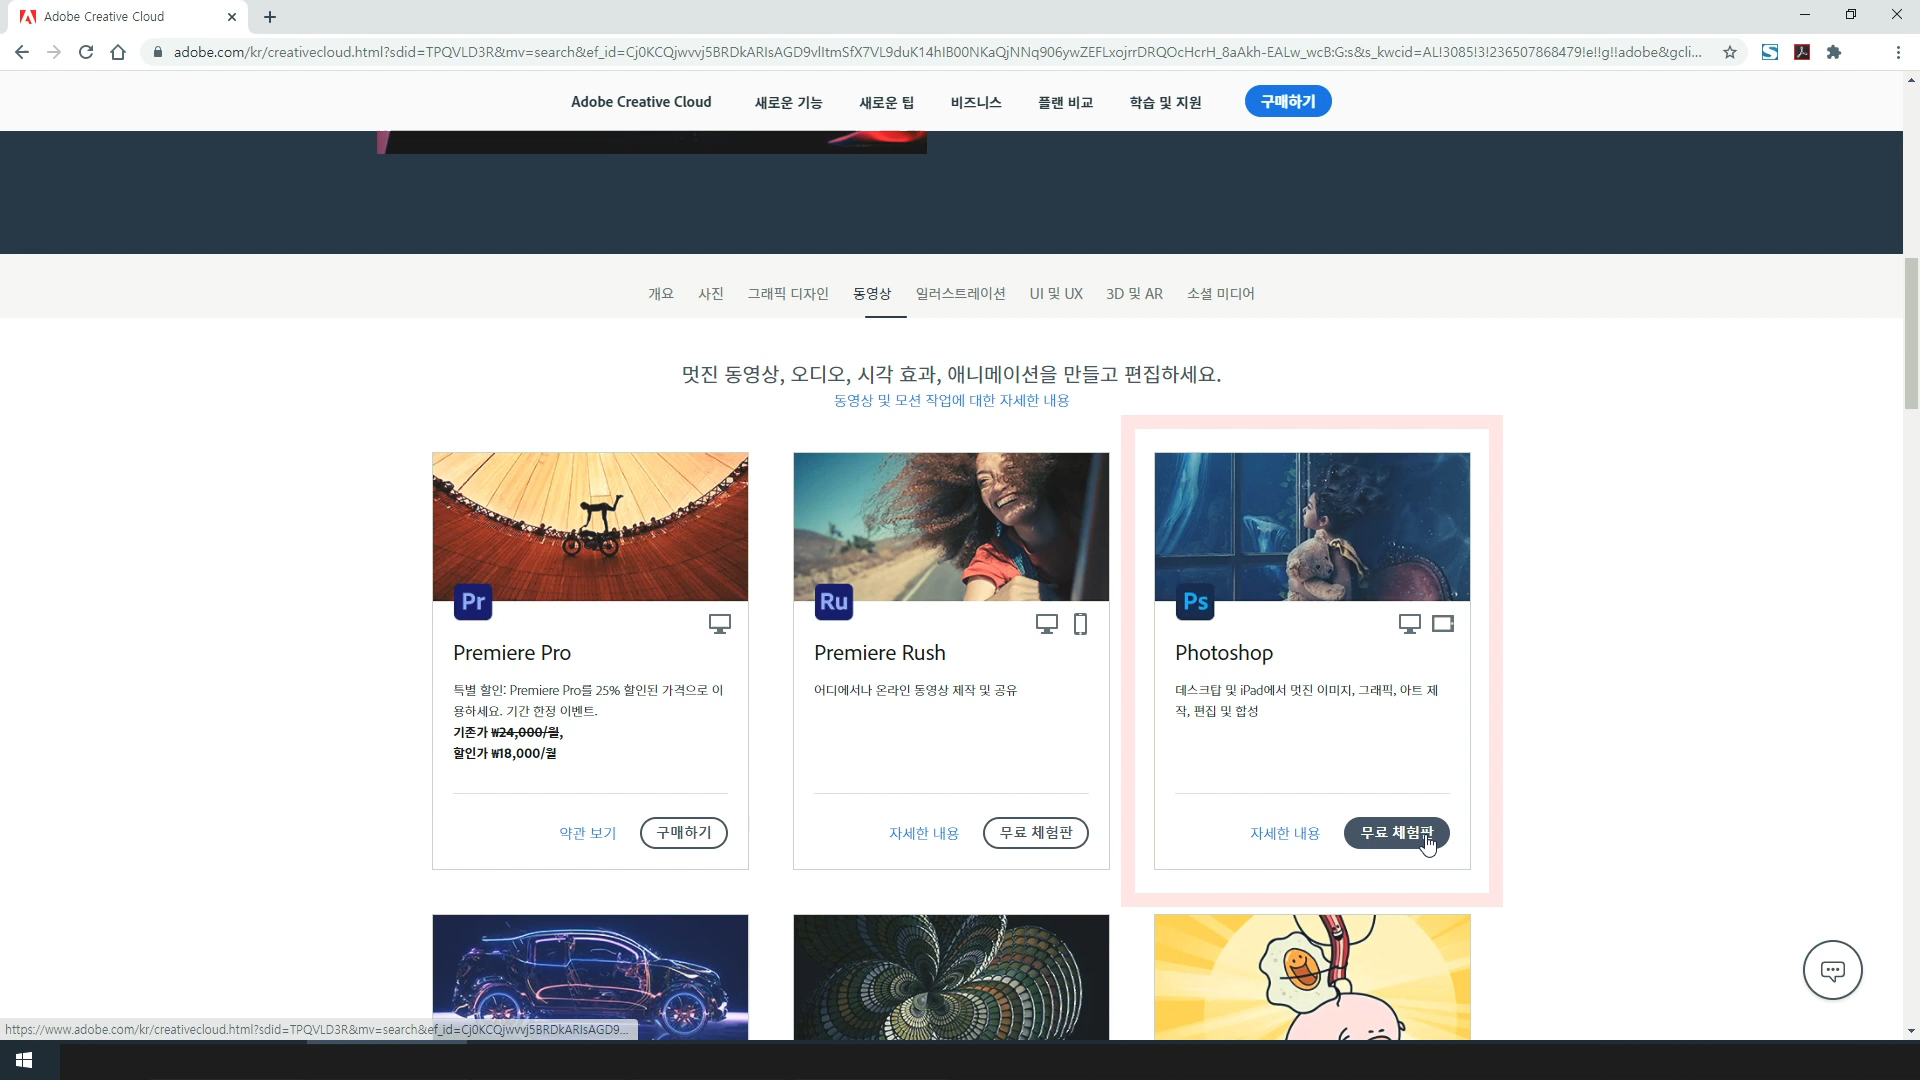 Adobe Creative Cloud
adobe.com/kr/creativecloud.html?sdid=TPQVLD3R&mv=search&ef_id=Cj0KCQjwvvj5BRDkARIsAGD9vlItmSfX7VL9duK14hIB00NKaQjNNq906ywZEFLxojrrDRQOcHcrH_8aAkh-EALw_wcB:G:s&s_kwcid=AL!3085!3!236507868479!e!!g!!adobe&gcli...
Adobe Creative Cloud 새로운 기능 새로운 팁 비즈니스 플랜 비교 학습 및 지원 구매하기
개요 사진 그래픽 디자인 동영상 일러스트레이션 UI 및 UX 3D 및 AR 소셜 미디어
멋진 동영상, 오디오, 시각 효과, 애니메이션을 만들고 편집하세요.
동영상 및 모션 작업에 대한 자세한 내용
Pr
Premiere Pro
특별 할인: Premiere Pro를 25% 할인된 가격으로 이
용하세요. 기간 한정 이벤트.
기존가 ₩24,000/월,
할인가 ₩18,000/월
약관 보기 구매하기
Ru
Premiere Rush
어디에서나 온라인 동영상 제작 및 공유
자세한 내용 무료 체험판
Ps
Photoshop
데스크탑 및 iPad에서 멋진 이미지, 그래픽, 아트 제
작, 편집 및 합성
자세한 내용 무료 체험판
https://www.adobe.com/kr/creativecloud.html?sdid=TPQVLD3R&mv=search&ef_id=Cj0KCQjwvvj5BRDkARIsAGD9...